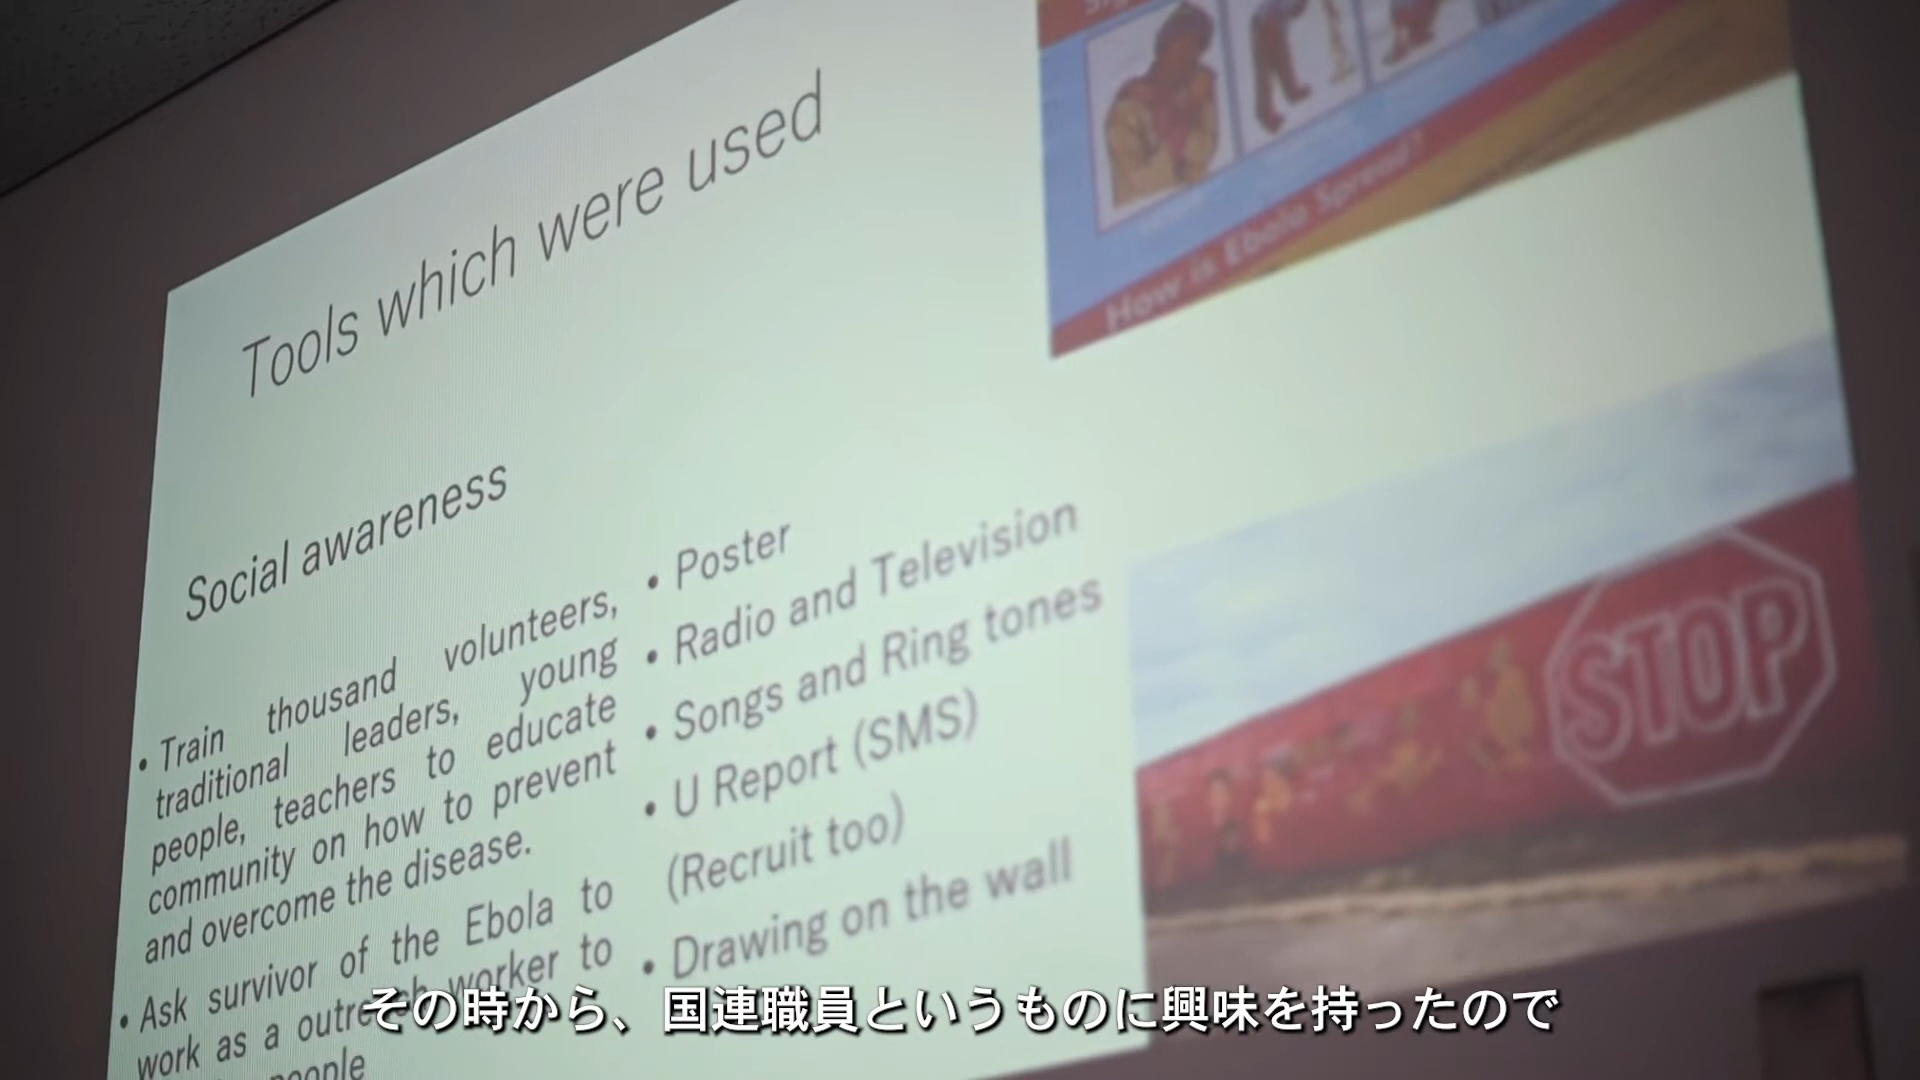 Tools which were used
Social awareness
• Train thousand volunteers,
traditional leaders, young
people, teachers to educate
community on how to prevent
and overcome the disease.
• Ask survivor of the Ebola to
work as a outreach worker to
people
• Poster
• Radio and Television
• Songs and Ring tones
• U Report (SMS)
(Recruit too)
• Drawing on the wall
How is Ebola Spread?
STOP
その時から、国連職員というものに興味を持ったので